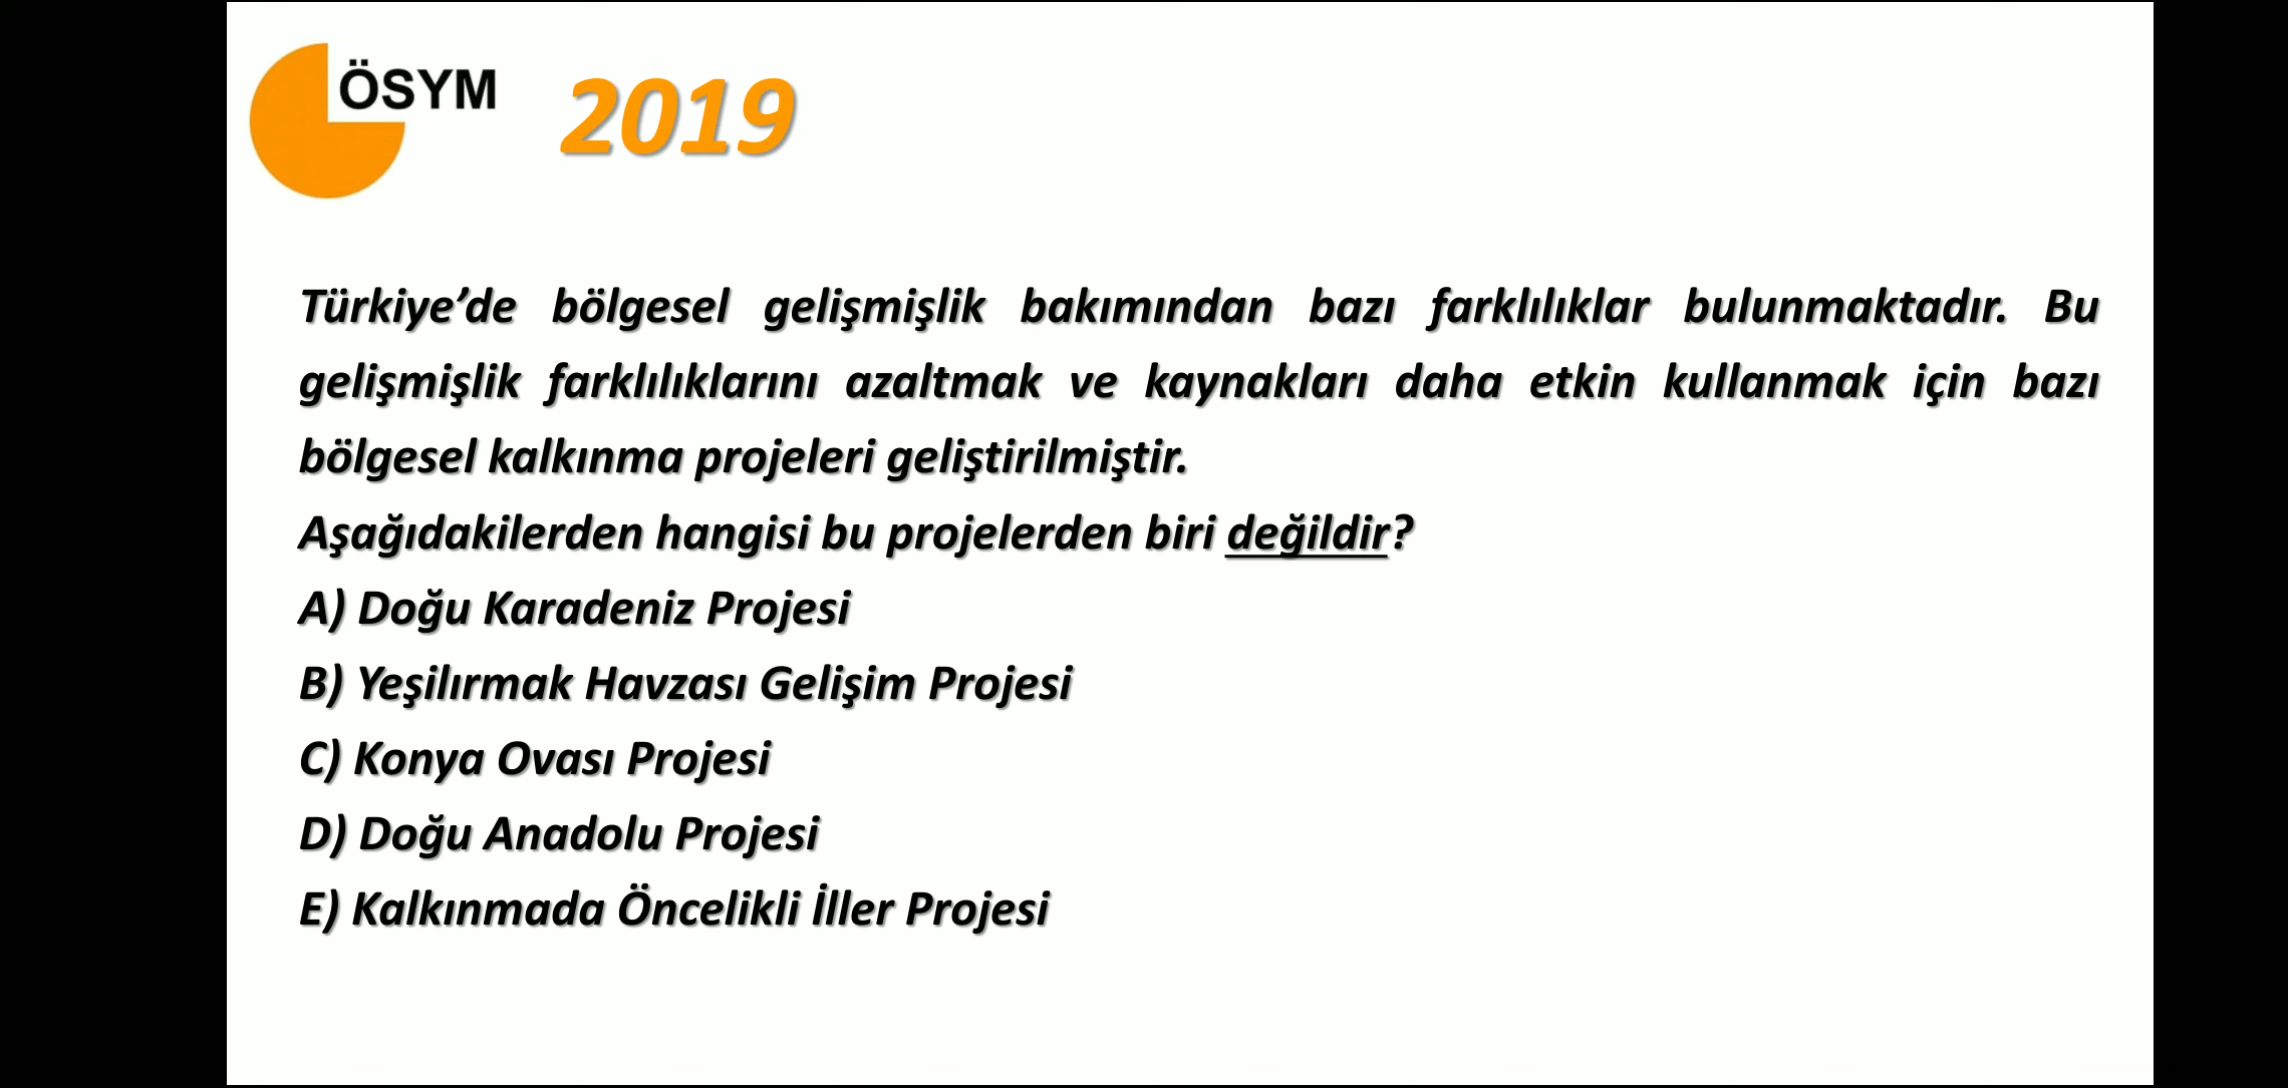 ÖSYM 2019
Türkiye’de bölgesel gelişmişlik bakımından bazı farklılıklar bulunmaktadır. Bu
gelişmişlik farklılıklarını azaltmak ve kaynakları daha etkin kullanmak için bazı
bölgesel kalkınma projeleri geliştirilmiştir.
Aşağıdakilerden hangisi bu projelerden biri değildir?
A) Doğu Karadeniz Projesi
B) Yeşilırmak Havzası Gelişim Projesi
C) Konya Ovası Projesi
D) Doğu Anadolu Projesi
E) Kalkınmada Öncelikli İller Projesi